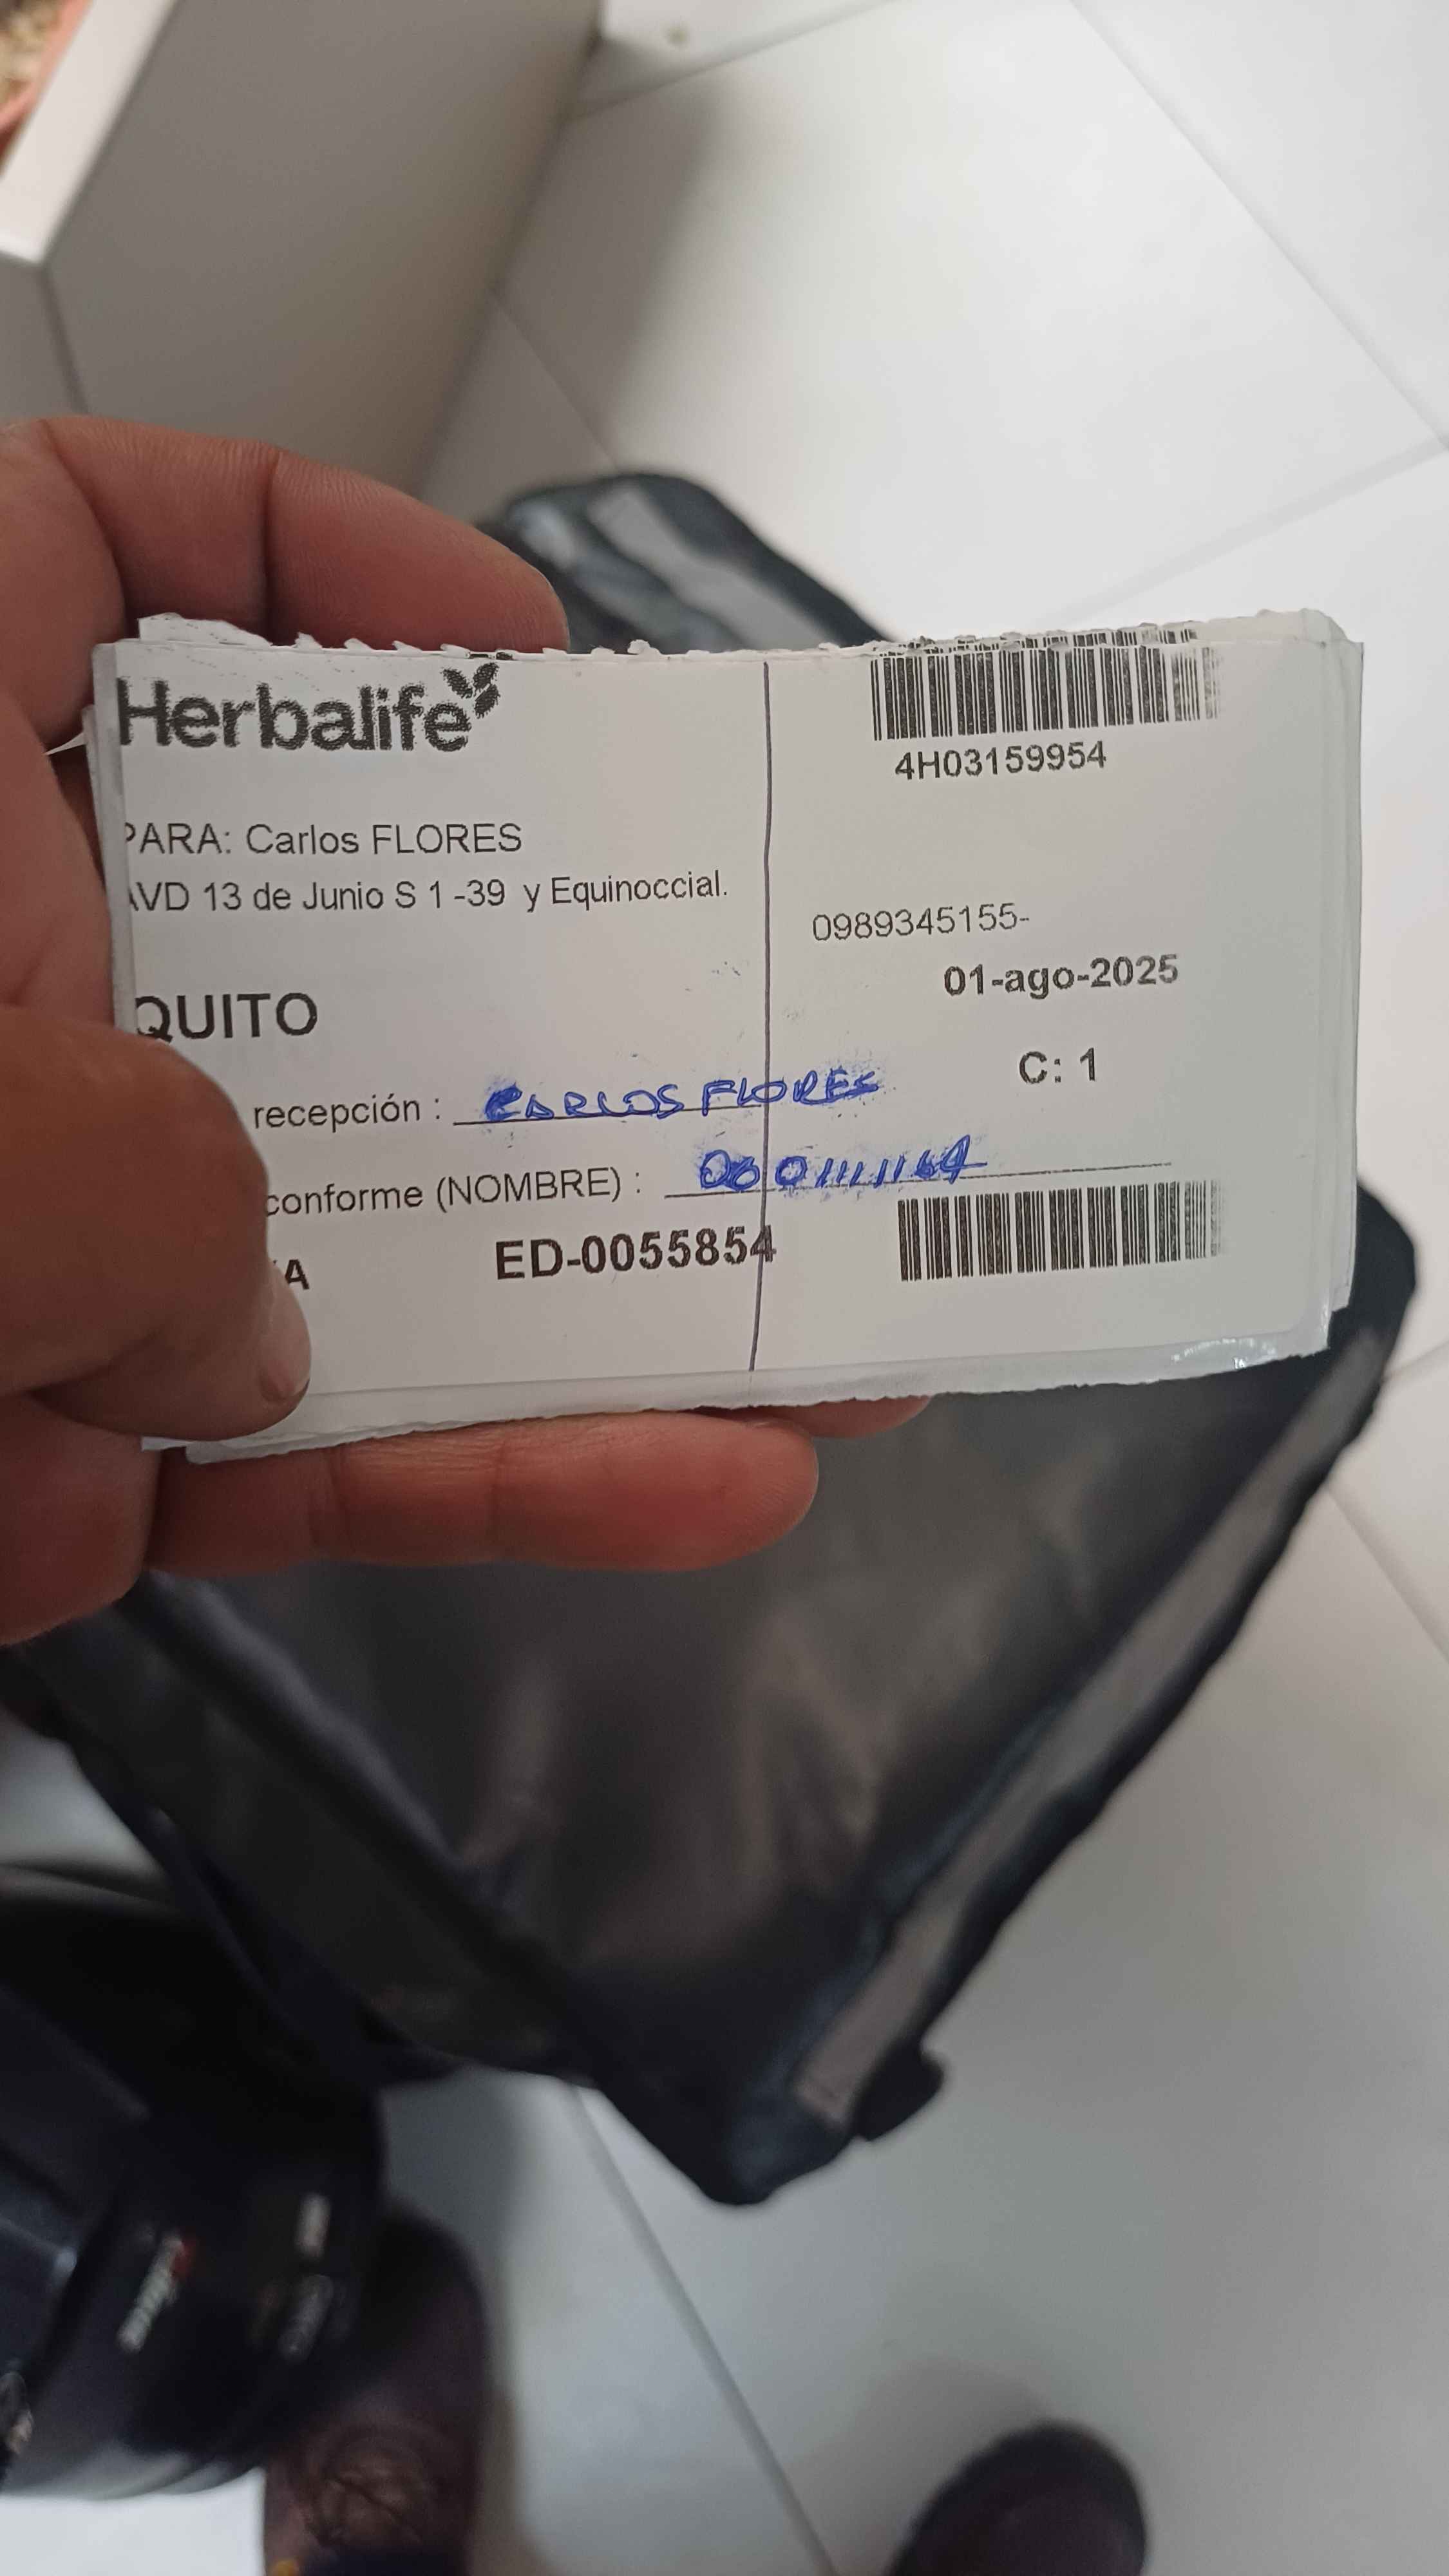 Herbalife
4H03159954
PARA: Carlos FLORES
AVD 13 de Junio S 1 -39 y Equinoccial.
0989345155-
01-ago-2025
QUITO
C: 1
recepción : CARLOS FLORES
conforme (NOMBRE) :
A
ED-0055854